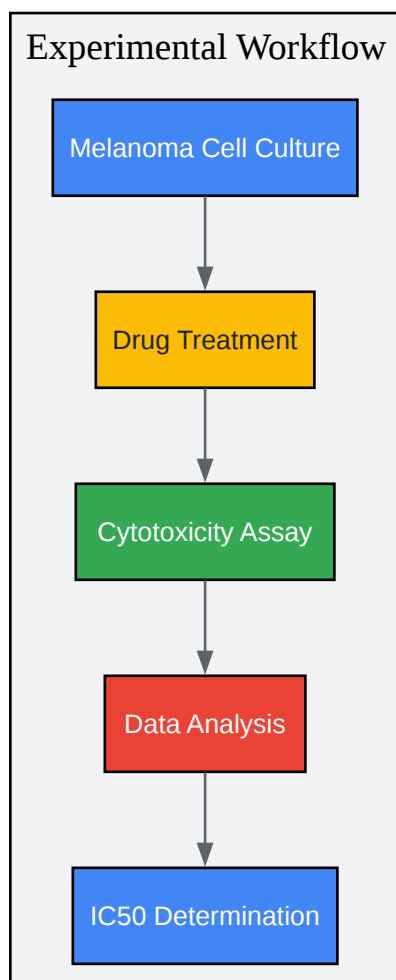 Experimental Workflow
Melanoma Cell Culture
Drug Treatment
Cytotoxicity Assay
Data Analysis
IC50 Determination